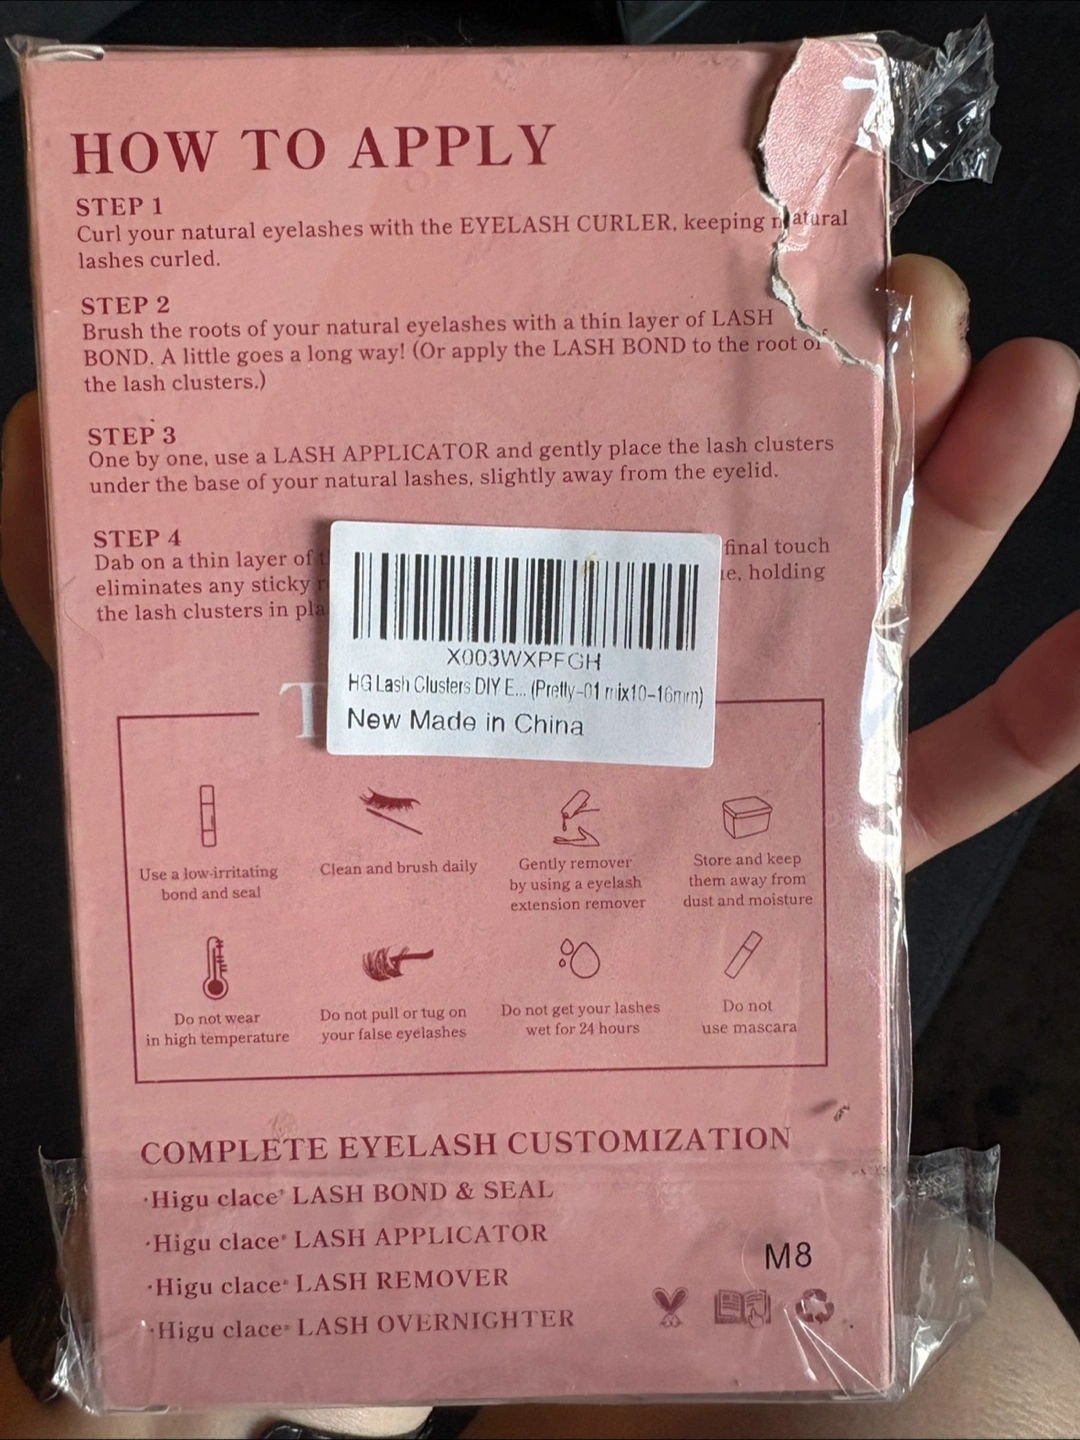 HOW TO APPLY
STEP 1
Curl your natural eyelashes with the EYELASH CURLER, keeping natural
lashes curled.
STEP 2
Brush the roots of your natural eyelashes with a thin layer of LASH
BOND. A little goes a long way! (Or apply the LASH BOND to the root of
the lash clusters.)
STEP 3
One by one, use a LASH APPLICATOR and gently place the lash clusters
under the base of your natural lashes, slightly away from the eyelid.
STEP 4
Dab on a thin layer of final touch
eliminates any sticky holding
the lash clusters in
X003WXPFGH
HG Lash Clusters DIY E... (Pretty-01 mix10-16mm)
New Made in China
T
Use a low-irritating
bond and seal
Clean and brush daily
Gently remover
by using a eyelash
extension remover
Store and keep
them away from
dust and moisture
Do not wear
in high temperature
Do not pull or tug on
your false eyelashes
Do not get your lashes
wet for 24 hours
Do not
use mascara
COMPLETE EYELASH CUSTOMIZATION
·Higu clace® LASH BOND & SEAL
·Higu clace® LASH APPLICATOR
·Higu clace® LASH REMOVER
·Higu clace® LASH OVERNIGHTER
M8